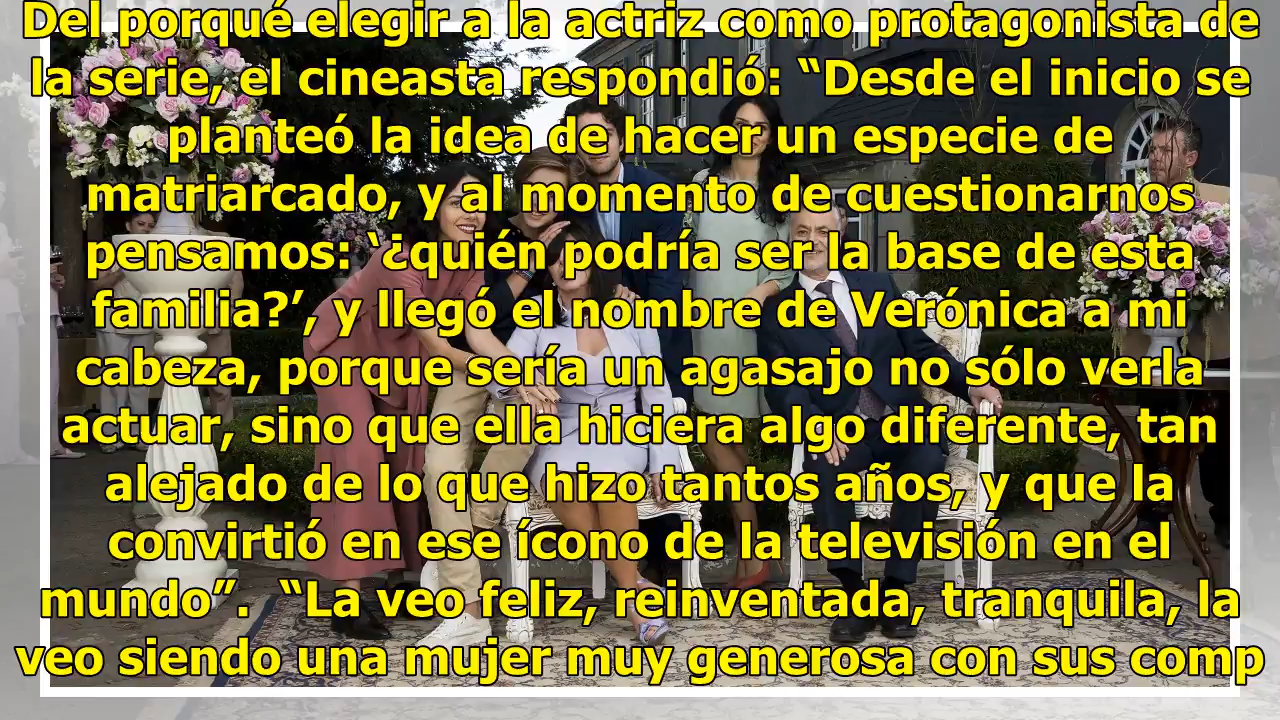 Del porqué elegir a la actriz como protagonista de
la serie, el cineasta respondió: “Desde el inicio se
planteó la idea de hacer un especie de
matriarcado, y al momento de cuestionarnos
pensamos: ‘¿quién podría ser la base de esta
familia?’, y llegó el nombre de Verónica a mi
cabeza, porque sería un agasajo no sólo verla
actuar, sino que ella hiciera algo diferente, tan
alejado de lo que hizo tantos años, y que la
convirtió en ese ícono de la televisión en el
mundo”.  “La veo feliz, reinventada, tranquila, la
veo siendo una mujer muy generosa con sus comp